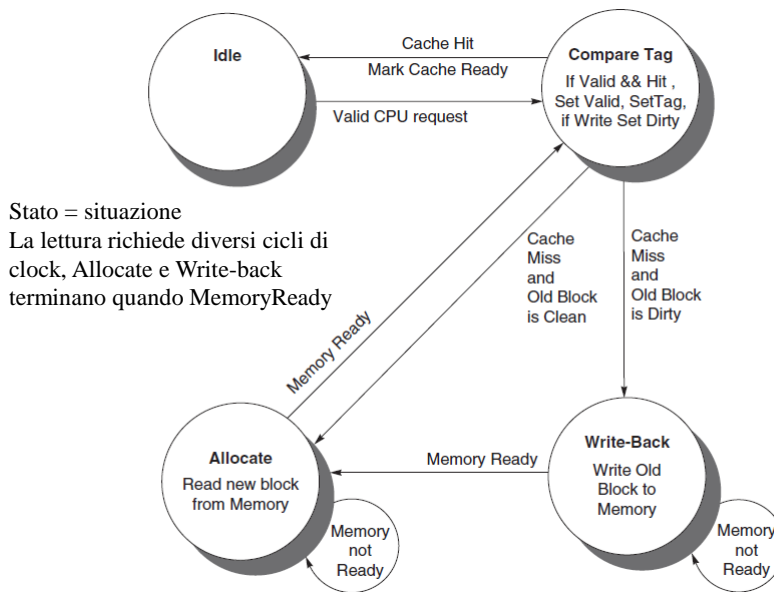 Idle
Cache Hit
Mark Cache Ready
Valid CPU request
Compare Tag
If Valid && Hit ,
Set Valid, SetTag,
if Write Set Dirty
Stato = situazione
La lettura richiede diversi cicli di
clock, Allocate e Write-back
terminano quando MemoryReady
Cache
Miss
and
Old Block
is Clean
Cache
Miss
and
Old Block
is Dirty
Memory Ready
Allocate
Read new block
from Memory
Memory
not
Ready
Memory Ready
Write-Back
Write Old
Block to
Memory
Memory
not
Ready